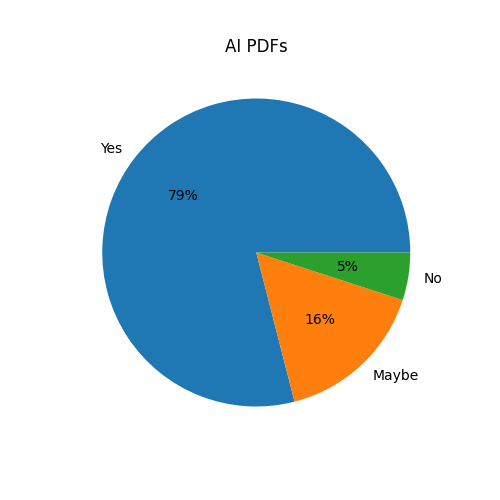 AI PDFs
Yes
79%
5%
No
16%
Maybe